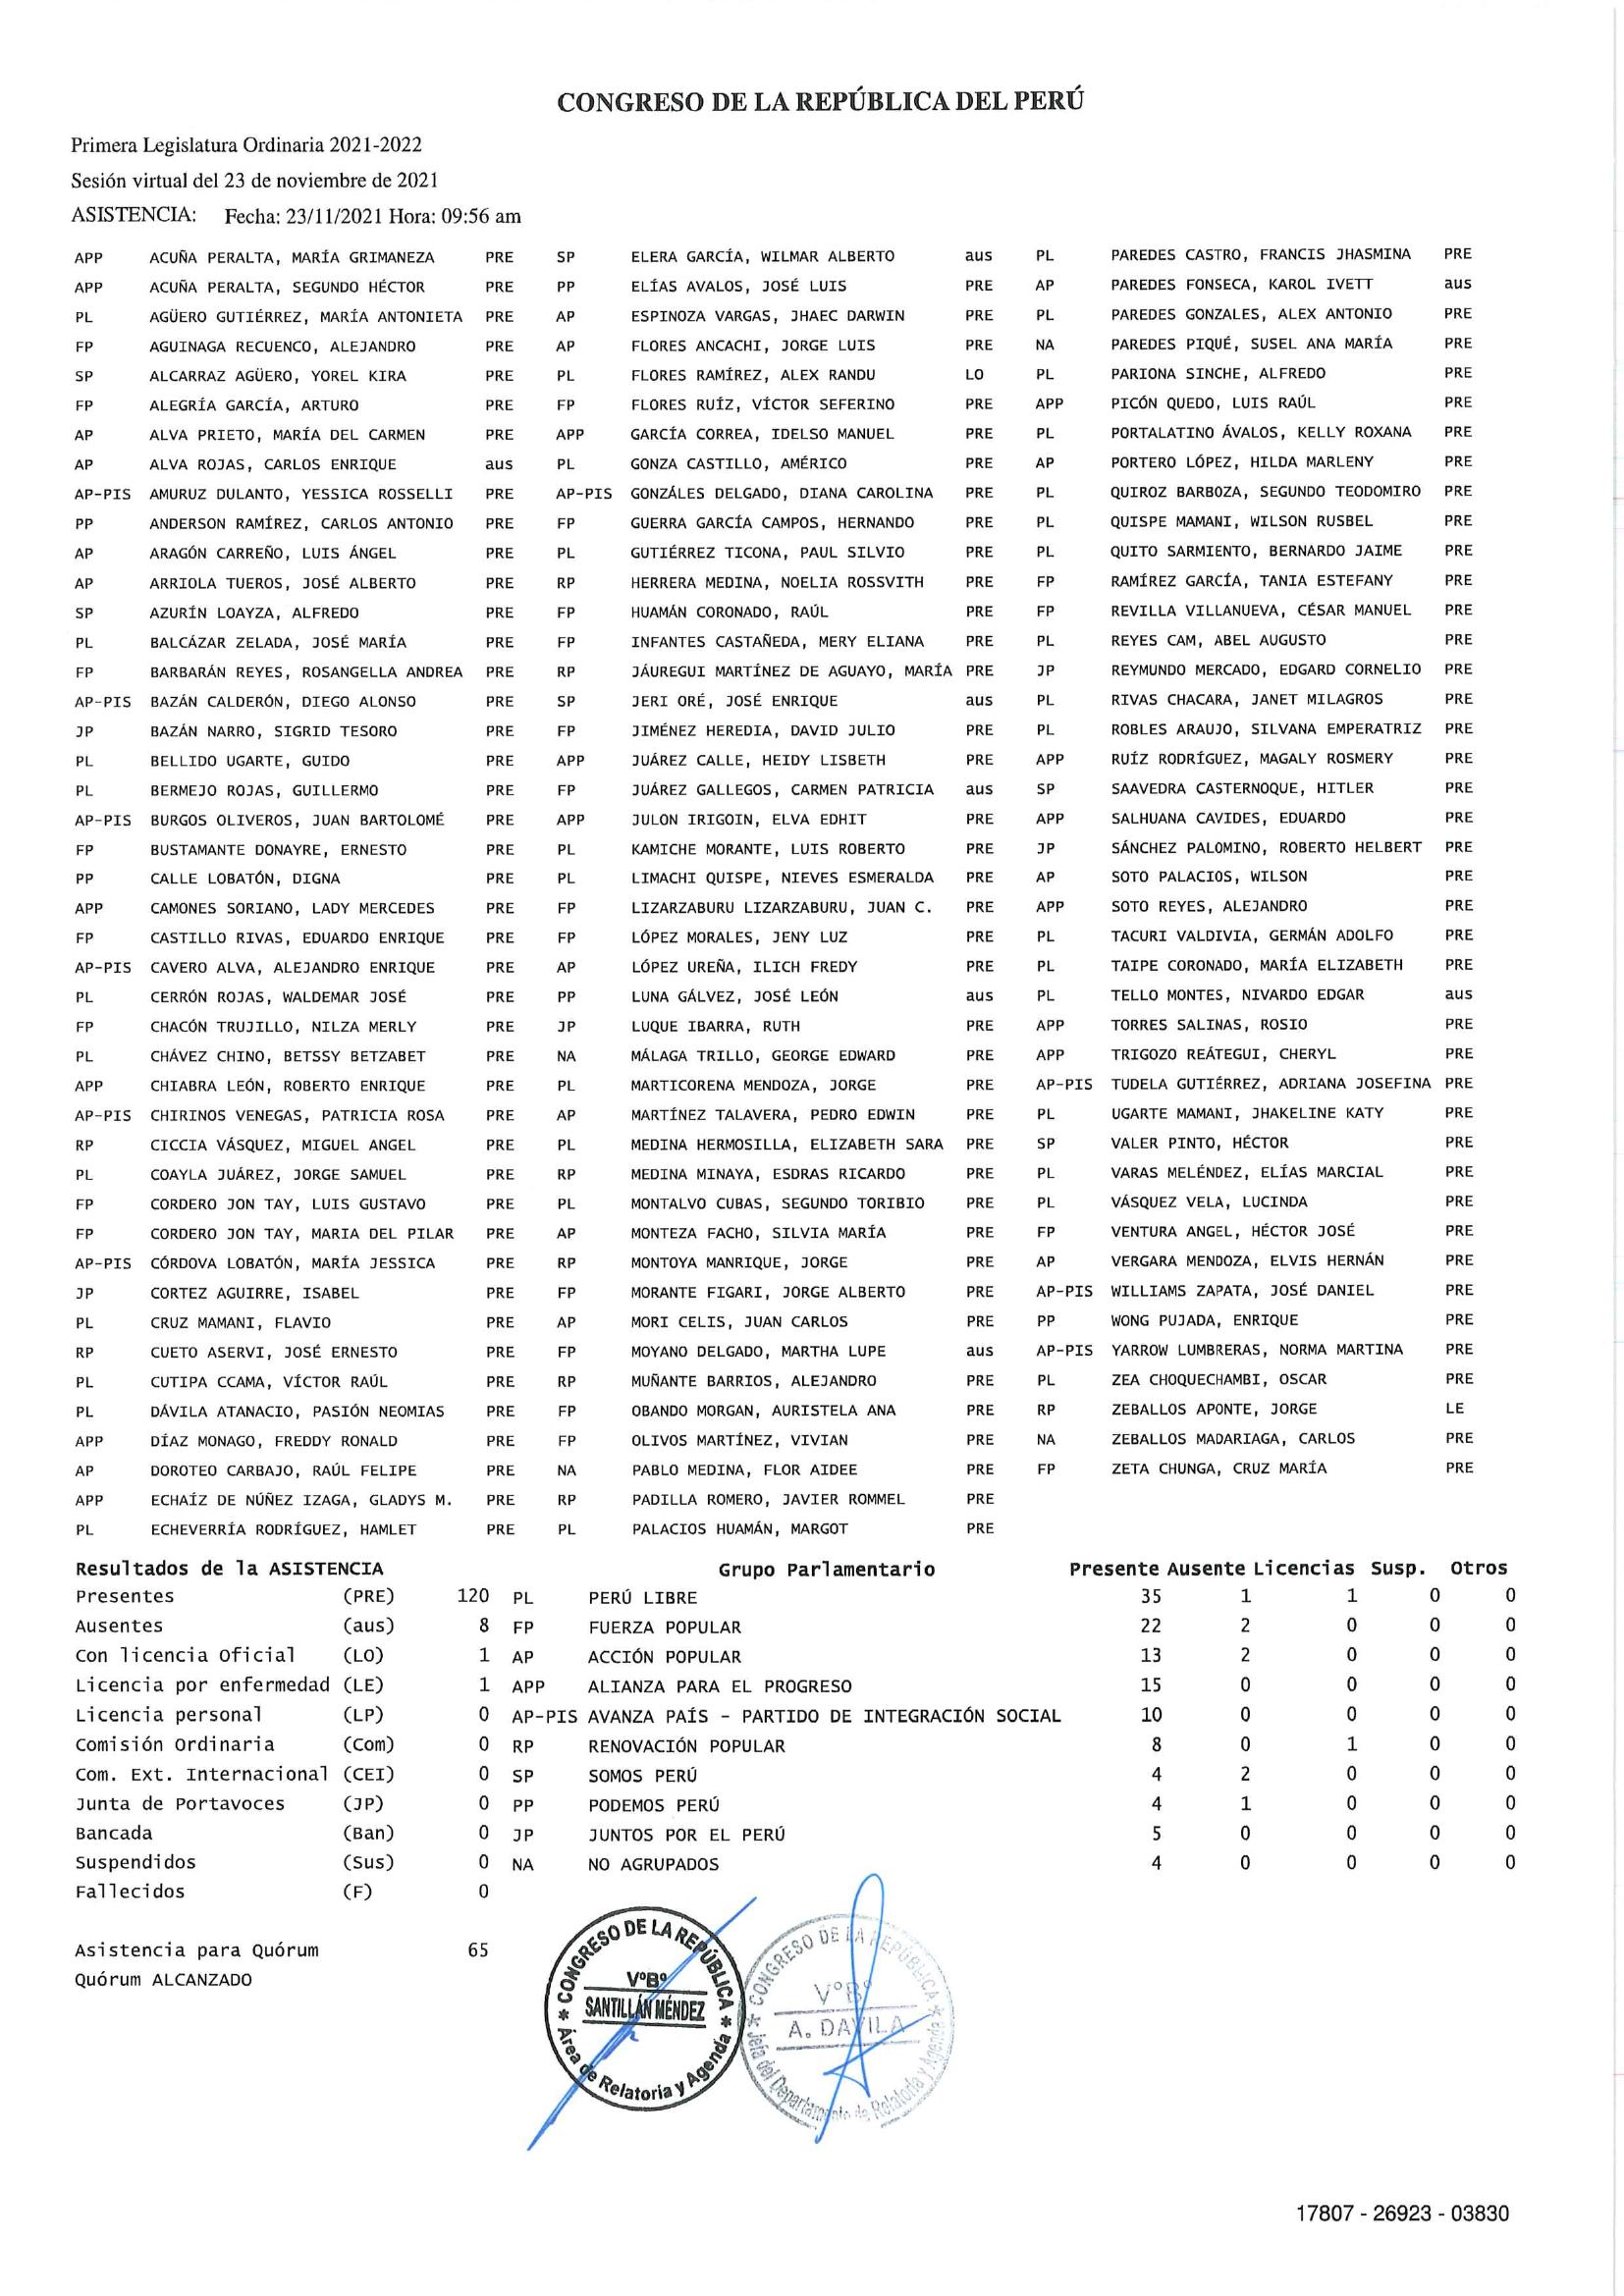 CONGRESO DE LA REPÚBLICA DEL PERÚ
Primera Legislatura Ordinaria 2021-2022
Sesión virtual del 23 de noviembre de 2021
ASISTENCIA: Fecha: 23/11/2021 Hora: 09:56 am
APP ACUÑA PERALTA, MARÍA GRIMANEZA PRE SP ELERA GARCÍA, WILMAR ALBERTO aus PL PAREDES CASTRO, FRANCIS JHASMINA PRE
APP ACUÑA PERALTA, SEGUNDO HÉCTOR PRE PP ELÍAS AVALOS, JOSÉ LUIS PRE AP PAREDES FONSECA, KAROL IVETT aus
PL AGÜERO GUTIÉRREZ, MARÍA ANTONIETA PRE AP ESPINOZA VARGAS, JHAEC DARWIN PRE PL PAREDES GONZALES, ALEX ANTONIO PRE
FP AGUINAGA RECUENCO, ALEJANDRO PRE AP FLORES ANCACHI, JORGE LUIS PRE NA PAREDES PIQUÉ, SUSEL ANA MARÍA PRE
SP ALCARRAZ AGÜERO, YOREL KIRA PRE PL FLORES RAMÍREZ, ALEX RANDU LO PL PARIONA SINCHE, ALFREDO PRE
FP ALEGRÍA GARCÍA, ARTURO PRE FP FLORES RUÍZ, VÍCTOR SEFERINO PRE APP PICÓN QUEDO, LUIS RAÚL PRE
AP ALVA PRIETO, MARÍA DEL CARMEN PRE APP GARCÍA CORREA, IDELSO MANUEL PRE PL PORTALATINO ÁVALOS, KELLY ROXANA PRE
AP ALVA ROJAS, CARLOS ENRIQUE aus PL GONZA CASTILLO, AMÉRICO PRE AP PORTERO LÓPEZ, HILDA MARLENY PRE
AP-PIS AMURUZ DULANTO, YESSICA ROSSELLI PRE AP-PIS GONZÁLES DELGADO, DIANA CAROLINA PRE PL QUIROZ BARBOZA, SEGUNDO TEODOMIRO PRE
PP ANDERSON RAMÍREZ, CARLOS ANTONIO PRE FP GUERRA GARCÍA CAMPOS, HERNANDO PRE PL QUISPE MAMANI, WILSON RUSBEL PRE
AP ARAGÓN CARREÑO, LUIS ÁNGEL PRE PL GUTIÉRREZ TICONA, PAUL SILVIO PRE PL QUITO SARMIENTO, BERNARDO JAIME PRE
AP ARRIOLA TUEROS, JOSÉ ALBERTO PRE RP HERRERA MEDINA, NOELIA ROSSVITH PRE FP RAMÍREZ GARCÍA, TANIA ESTEFANY PRE
SP AZURÍN LOAYZA, ALFREDO PRE FP HUAMÁN CORONADO, RAÚL PRE FP REVILLA VILLANUEVA, CÉSAR MANUEL PRE
PL BALCÁZAR ZELADA, JOSÉ MARÍA PRE FP INFANTES CASTAÑEDA, MERY ELIANA PRE PL REYES CAM, ABEL AUGUSTO PRE
FP BARBARÁN REYES, ROSANGELLA ANDREA PRE RP JÁUREGUI MARTÍNEZ DE AGUAYO, MARÍA PRE JP REYMUNDO MERCADO, EDGARD CORNELIO PRE
AP-PIS BAZÁN CALDERÓN, DIEGO ALONSO PRE SP JERI ORÉ, JOSÉ ENRIQUE aus PL RIVAS CHACARA, JANET MILAGROS PRE
JP BAZÁN NARRO, SIGRID TESORO PRE FP JIMÉNEZ HEREDIA, DAVID JULIO PRE PL ROBLES ARAUJO, SILVANA EMPERATRIZ PRE
PL BELLIDO UGARTE, GUIDO PRE APP JUÁREZ CALLE, HEIDY LISBETH PRE APP RUÍZ RODRÍGUEZ, MAGALY ROSMERY PRE
PL BERMEJO ROJAS, GUILLERMO PRE FP JUÁREZ GALLEGOS, CARMEN PATRICIA aus SP SAAVEDRA CASTERNOQUE, HITLER PRE
AP-PIS BURGOS OLIVEROS, JUAN BARTOLOMÉ PRE APP JULON IRIGOIN, ELVA EDHIT PRE APP SALHUANA CAVIDES, EDUARDO PRE
FP BUSTAMANTE DONAYRE, ERNESTO PRE PL KAMICHE MORANTE, LUIS ROBERTO PRE JP SÁNCHEZ PALOMINO, ROBERTO HELBERT PRE
PP CALLE LOBATÓN, DIGNA PRE PL LIMACHI QUISPE, NIEVES ESMERALDA PRE AP SOTO PALACIOS, WILSON PRE
APP CAMONES SORIANO, LADY MERCEDES PRE FP LIZARZABURU LIZARZABURU, JUAN C. PRE APP SOTO REYES, ALEJANDRO PRE
FP CASTILLO RIVAS, EDUARDO ENRIQUE PRE FP LÓPEZ MORALES, JENY LUZ PRE PL TACURI VALDIVIA, GERMÁN ADOLFO PRE
AP-PIS CAVERO ALVA, ALEJANDRO ENRIQUE PRE AP LÓPEZ UREÑA, ILICH FREDY PRE PL TAIPE CORONADO, MARÍA ELIZABETH PRE
PL CERRÓN ROJAS, WALDEMAR JOSÉ PRE PP LUNA GÁLVEZ, JOSÉ LEÓN aus PL TELLO MONTES, NIVARDO EDGAR aus
FP CHACÓN TRUJILLO, NILZA MERLY PRE JP LUQUE IBARRA, RUTH PRE APP TORRES SALINAS, ROSIO PRE
PL CHÁVEZ CHINO, BETSSY BETZABET PRE NA MÁLAGA TRILLO, GEORGE EDWARD PRE APP TRIGOZO REÁTEGUI, CHERYL PRE
APP CHIABRA LEÓN, ROBERTO ENRIQUE PRE PL MARTICORENA MENDOZA, JORGE PRE AP-PIS TUDELA GUTIÉRREZ, ADRIANA JOSEFINA PRE
AP-PIS CHIRINOS VENEGAS, PATRICIA ROSA PRE AP MARTÍNEZ TALAVERA, PEDRO EDWIN PRE PL UGARTE MAMANI, JHAKELINE KATY PRE
RP CICCIA VÁSQUEZ, MIGUEL ANGEL PRE PL MEDINA HERMOSILLA, ELIZABETH SARA PRE SP VALER PINTO, HÉCTOR PRE
PL COAYLA JUÁREZ, JORGE SAMUEL PRE RP MEDINA MINAYA, ESDRAS RICARDO PRE PL VARAS MELÉNDEZ, ELÍAS MARCIAL PRE
FP CORDERO JON TAY, LUIS GUSTAVO PRE PL MONTALVO CUBAS, SEGUNDO TORIBIO PRE PL VÁSQUEZ VELA, LUCINDA PRE
FP CORDERO JON TAY, MARIA DEL PILAR PRE AP MONTEZA FACHO, SILVIA MARÍA PRE FP VENTURA ANGEL, HÉCTOR JOSÉ PRE
AP-PIS CÓRDOVA LOBATÓN, MARÍA JESSICA PRE RP MONTOYA MANRIQUE, JORGE PRE AP VERGARA MENDOZA, ELVIS HERNÁN PRE
JP CORTEZ AGUIRRE, ISABEL PRE FP MORANTE FIGARI, JORGE ALBERTO PRE AP-PIS WILLIAMS ZAPATA, JOSÉ DANIEL PRE
PL CRUZ MAMANI, FLAVIO PRE AP MORI CELIS, JUAN CARLOS PRE PP WONG PUJADA, ENRIQUE PRE
RP CUETO ASERVI, JOSÉ ERNESTO PRE FP MOYANO DELGADO, MARTHA LUPE aus AP-PIS YARROW LUMBRERAS, NORMA MARTINA PRE
PL CUTIPA CCAMA, VÍCTOR RAÚL PRE RP MUÑANTE BARRIOS, ALEJANDRO PRE PL ZEA CHOQUECHAMBI, OSCAR PRE
PL DÁVILA ATANACIO, PASIÓN NEOMIAS PRE FP OBANDO MORGAN, AURISTELA ANA PRE RP ZEBALLOS APONTE, JORGE LE
APP DÍAZ MONAGO, FREDDY RONALD PRE FP OLIVOS MARTÍNEZ, VIVIAN PRE NA ZEBALLOS MADARIAGA, CARLOS PRE
AP DOROTEO CARBAJO, RAÚL FELIPE PRE NA PABLO MEDINA, FLOR AIDEE PRE FP ZETA CHUNGA, CRUZ MARÍA PRE
APP ECHAÍZ DE NÚÑEZ IZAGA, GLADYS M. PRE RP PADILLA ROMERO, JAVIER ROMMEL PRE
PL ECHEVERRÍA RODRÍGUEZ, HAMLET PRE PL PALACIOS HUAMÁN, MARGOT PRE
Resultados de la ASISTENCIA Grupo Parlamentario Presente Ausente Licencias Susp. Otros
Presentes (PRE) 120 PL PERÚ LIBRE 35 1 1 0 0
Ausentes (aus) 8 FP FUERZA POPULAR 22 2 0 0 0
Con licencia Oficial (LO) 1 AP ACCIÓN POPULAR 13 2 0 0 0
Licencia por enfermedad (LE) 1 APP ALIANZA PARA EL PROGRESO 15 0 0 0 0
Licencia personal (LP) 0 AP-PIS AVANZA PAÍS - PARTIDO DE INTEGRACIÓN SOCIAL 10 0 0 0 0
Comisión Ordinaria (Com) 0 RP RENOVACIÓN POPULAR 8 0 1 0 0
Com. Ext. Internacional (CEI) 0 SP SOMOS PERÚ 4 2 0 0 0
Junta de Portavoces (JP) 0 PP PODEMOS PERÚ 4 1 0 0 0
Bancada (Ban) 0 JP JUNTOS POR EL PERÚ 5 0 0 0 0
Suspendidos (Sus) 0 NA NO AGRUPADOS 4 0 0 0 0
Fallecidos (F) 0
Asistencia para Quórum 65
Quórum ALCANZADO
* CONGRESO DE LA REPÚBLICA *
V°B°
SANTILLÁN MÉNDEZ
Área de Relatoria y Agenda
* CONGRESO DE LA REPÚBLICA *
V°B°
A. DAVILA
Jefa del Departamento de Relatoría y Agenda
17807 - 26923 - 03830